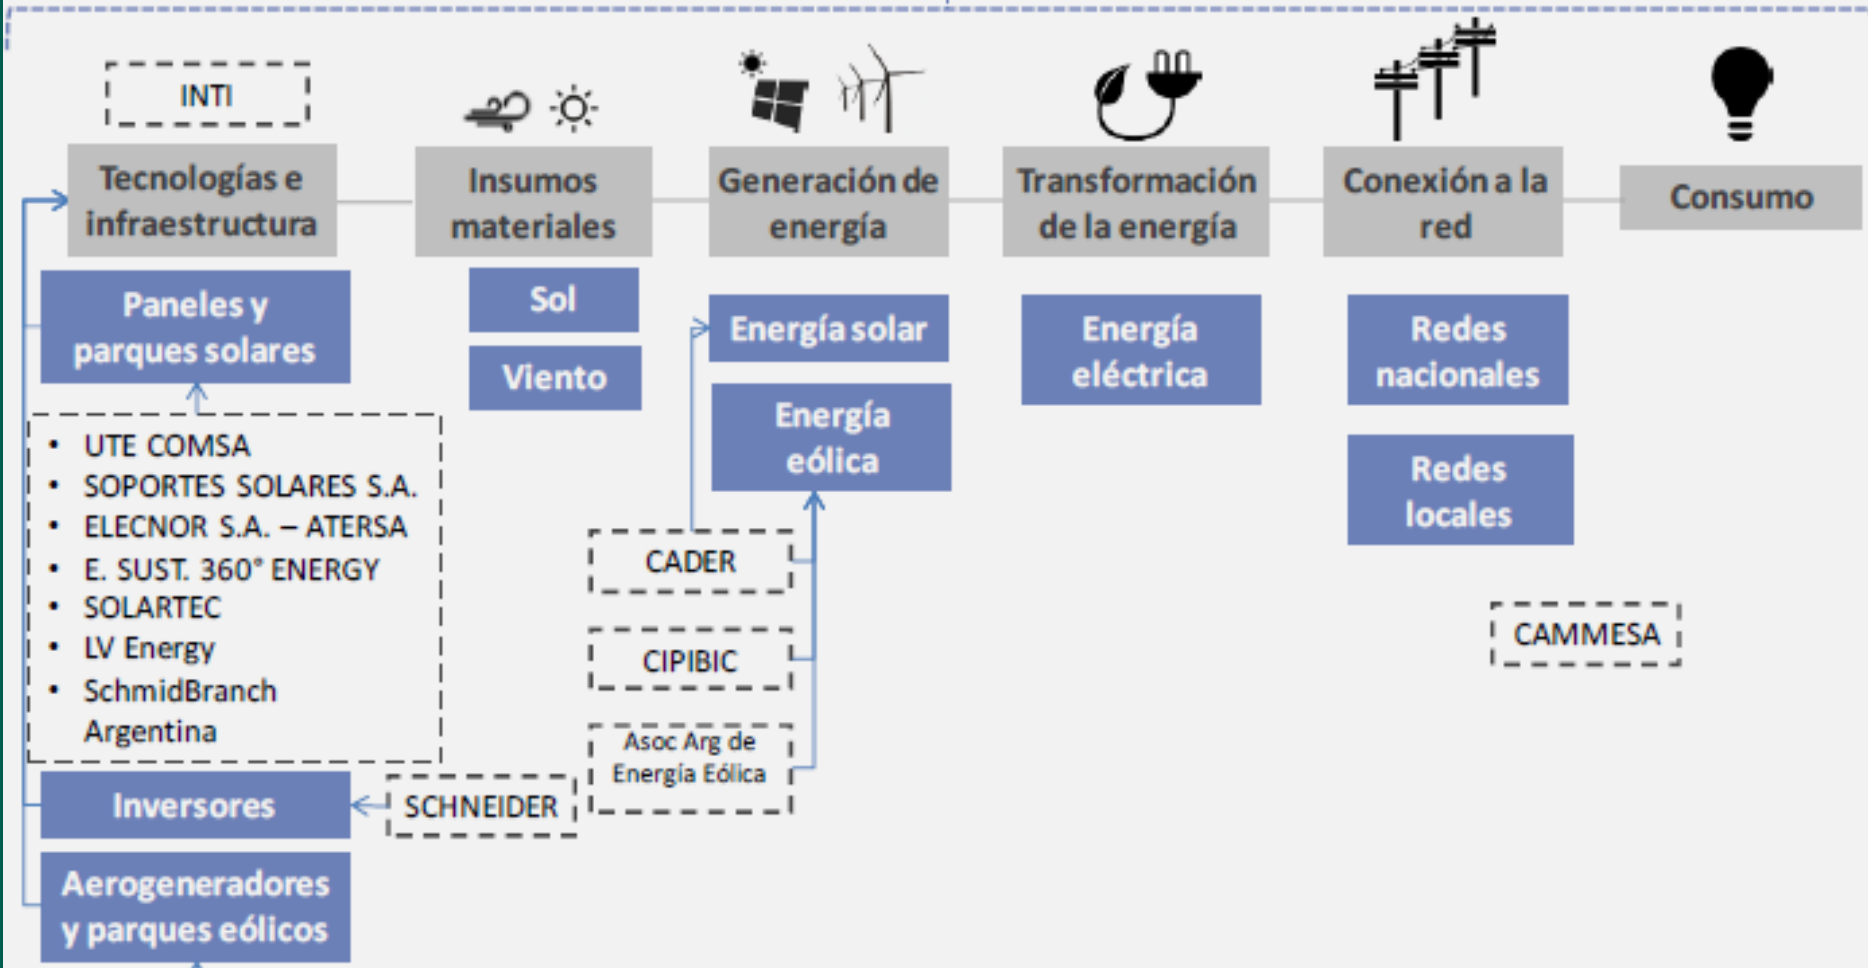 INTI
Tecnologías e
infraestructura
Insumos
materiales
Generación de
energía
Transformación
de la energía
Conexión a la
red
Consumo
Paneles y
parques solares
• UTE COMSA
• SOPORTES SOLARES S.A.
• ELECNOR S.A. – ATERSA
• E. SUST. 360° ENERGY
• SOLARTEC
• LV Energy
• SchmidBranch
Argentina
Inversores
SCHNEIDER
Aerogeneradores
y parques eólicos
Sol
Viento
Energía solar
Energía
eólica
CADER
CIPIBIC
Asoc Arg de
Energía Eólica
Energía
eléctrica
Redes
nacionales
Redes
locales
CAMMESA